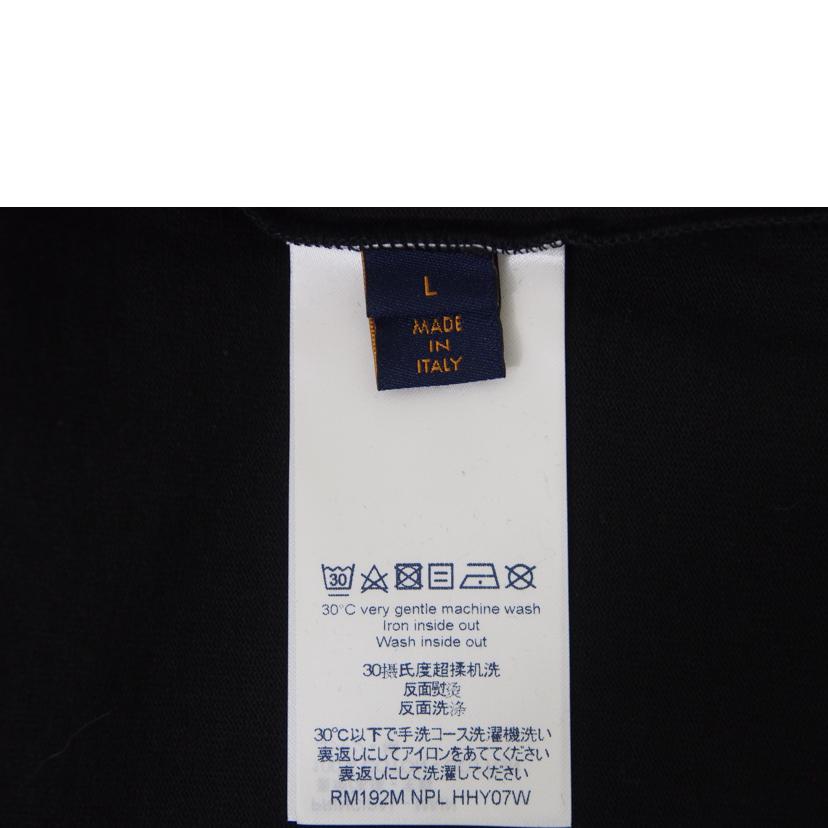 L
MADE
IN
ITALY
30
30°C very gentle machine wash
Iron inside out
Wash inside out
30摄氏度超揉机洗
反面熨烫
反面洗涤
30℃以下で手洗コース洗濯機洗い
裏返しにしてアイロンをあててください
裏返しにして洗濯してください
RM192M NPL HHY07W